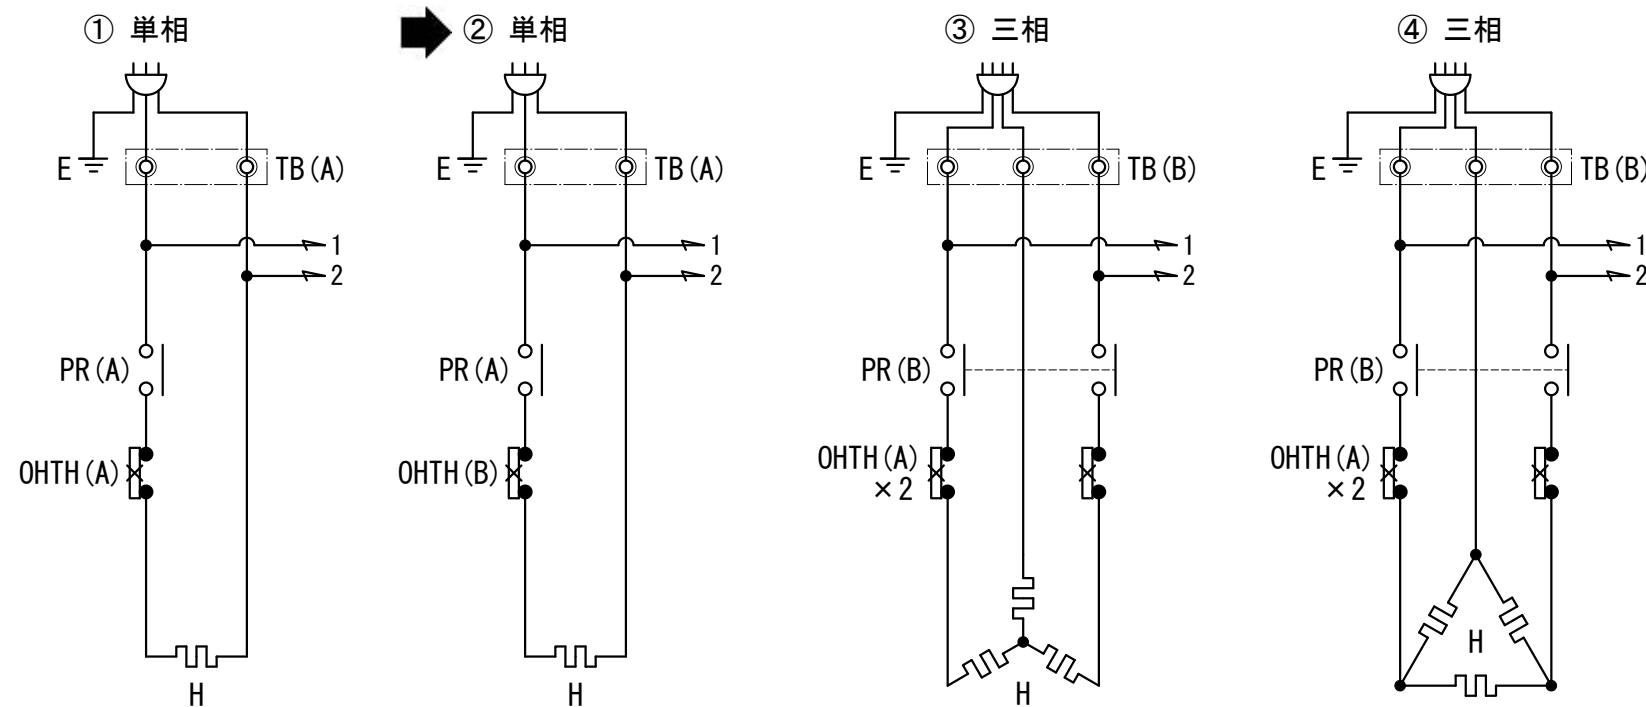 ① 単相
E
TB(A)
1
2
PR(A)
OHTH(A)
H
② 単相
E
TB(A)
1
2
PR(A)
OHTH(B)
H
③ 三相
E
TB(B)
1
2
PR(B)
OHTH(A)
×2
H
④ 三相
E
TB(B)
1
2
PR(B)
OHTH(A)
×2
H